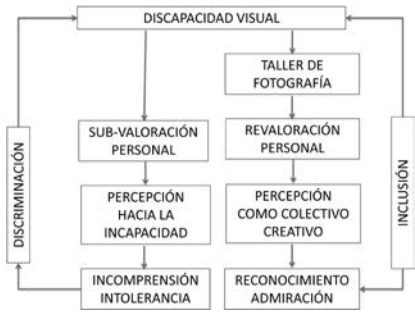 DISCAPACIDAD VISUAL
TALLER DE
FOTOGRAFÍA
SUB-VALORACIÓN
PERSONAL
REVALORACIÓN
PERSONAL
DISCRIMINACIÓN
INCLUSIÓN
PERCEPCIÓN
HACIA LA
INCAPACIDAD
PERCEPCIÓN
COMO COLECTIVO
CREATIVO
INCOMPRENSIÓN
INTOLERANCIA
RECONOCIMIENTO
ADMIRACIÓN